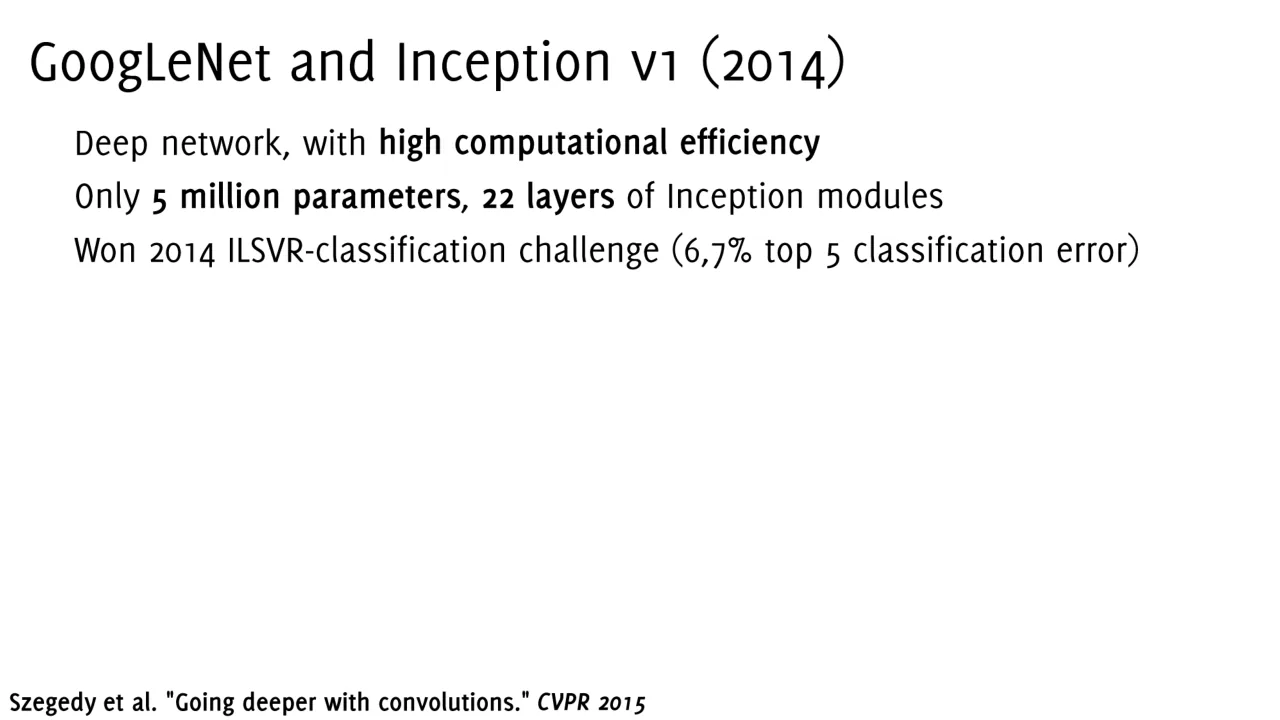 GoogLeNet and Inception v1 (2014)
Deep network, with high computational efficiency
Only 5 million parameters, 22 layers of Inception modules
Won 2014 ILSVR-classification challenge (6,7% top 5 classification error)
Szegedy et al. "Going deeper with convolutions." CVPR 2015